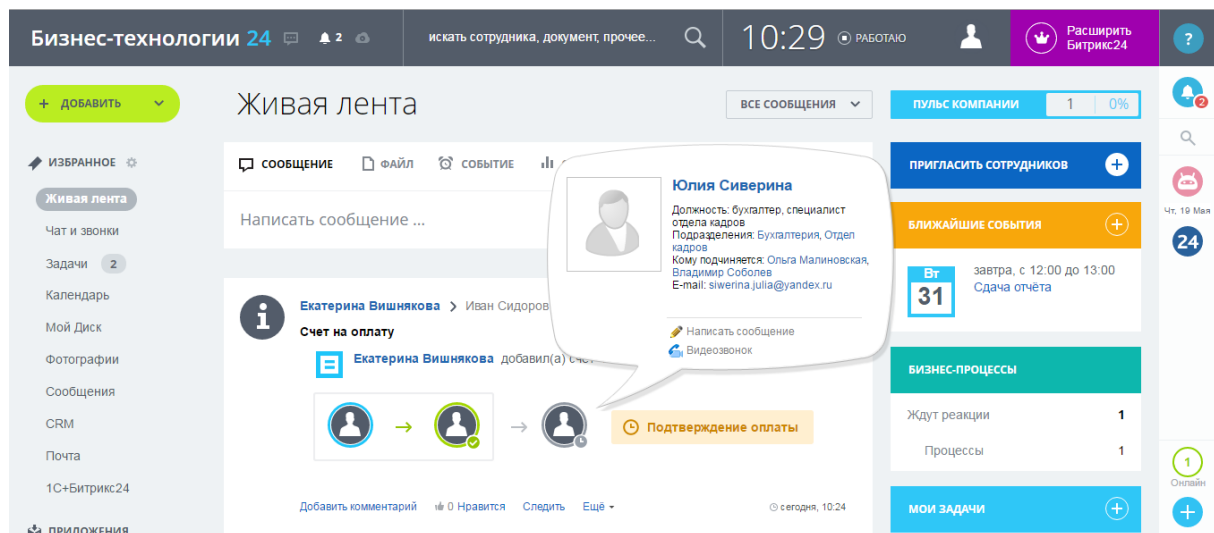 Бизнес-технологии 24
2
искать сотрудника, документ, прочее...
10:29
РАБОТАЮ
Расширить
Битрикс24
?
+ ДОБАВИТЬ
ИЗБРАННОЕ
Живая лента
Чат и звонки
Задачи 2
Календарь
Мой Диск
Фотографии
Сообщения
CRM
Почта
1С+Битрикс24
ПРИЛОЖЕНИЯ
Живая лента
ВСЕ СООБЩЕНИЯ
СООБЩЕНИЕ
ФАЙЛ
СОБЫТИЕ
Написать сообщение ...
Екатерина Вишнякова > Иван Сидоров
Счет на оплату
Екатерина Вишнякова добавил(а) счет
Подтверждение оплаты
Добавить комментарий
0 Нравится
Следить
Ещё
сегодня, 10:24
Юлия Сиверина
Должность: бухгалтер, специалист
отдела кадров
Подразделения: Бухгалтерия, Отдел
кадров
Кому подчиняется: Ольга Малиновская,
Владимир Соболев
E-mail: siwerina.julia@yandex.ru
Написать сообщение
Видеозвонок
ПУЛЬС КОМПАНИИ 1 0%
ПРИГЛАСИТЬ СОТРУДНИКОВ
БЛИЖАЙШИЕ СОБЫТИЯ
Вт
31
завтра, с 12:00 до 13:00
Сдача отчёта
БИЗНЕС-ПРОЦЕССЫ
Ждут реакции 1
Процессы 1
МОИ ЗАДАЧИ
2
Чт, 19 Мая
24
1
Онлайн